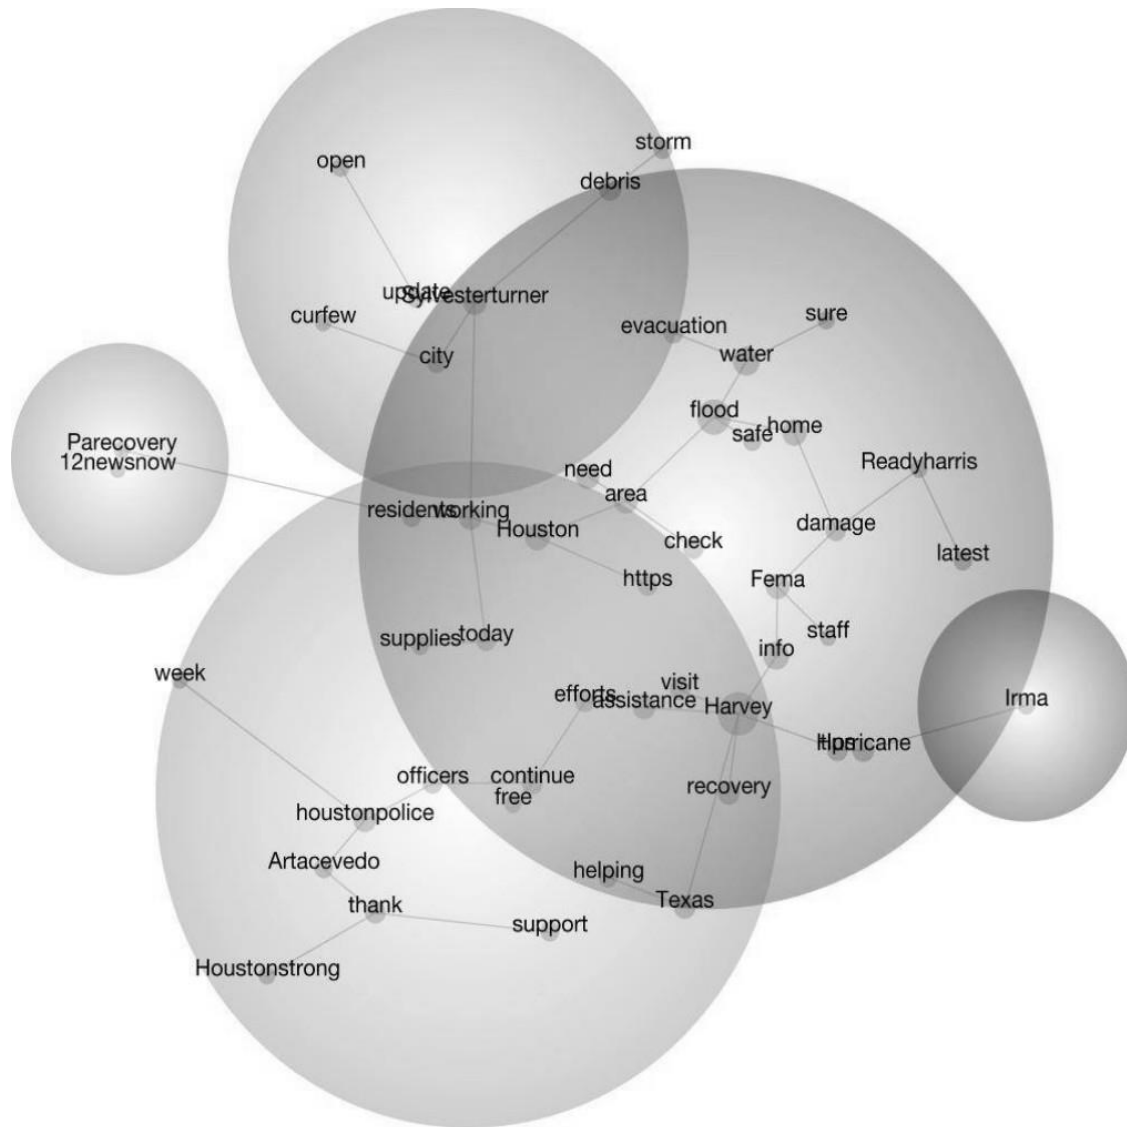 storm
open
debris
update
Sylvesterturner
curfew
sure
evacuation
city
water
flood
safe
home
Parecovery
12newsnow
need
Readyharris
area
residents
working
Houston
damage
check
latest
https
Fema
supplies
today
staff
info
week
visit
efforts
assistance
Harvey
Irma
tips
Hurricane
officers
continue
free
recovery
houstonpolice
Artacevedo
helping
thank
Texas
support
Houstonstrong